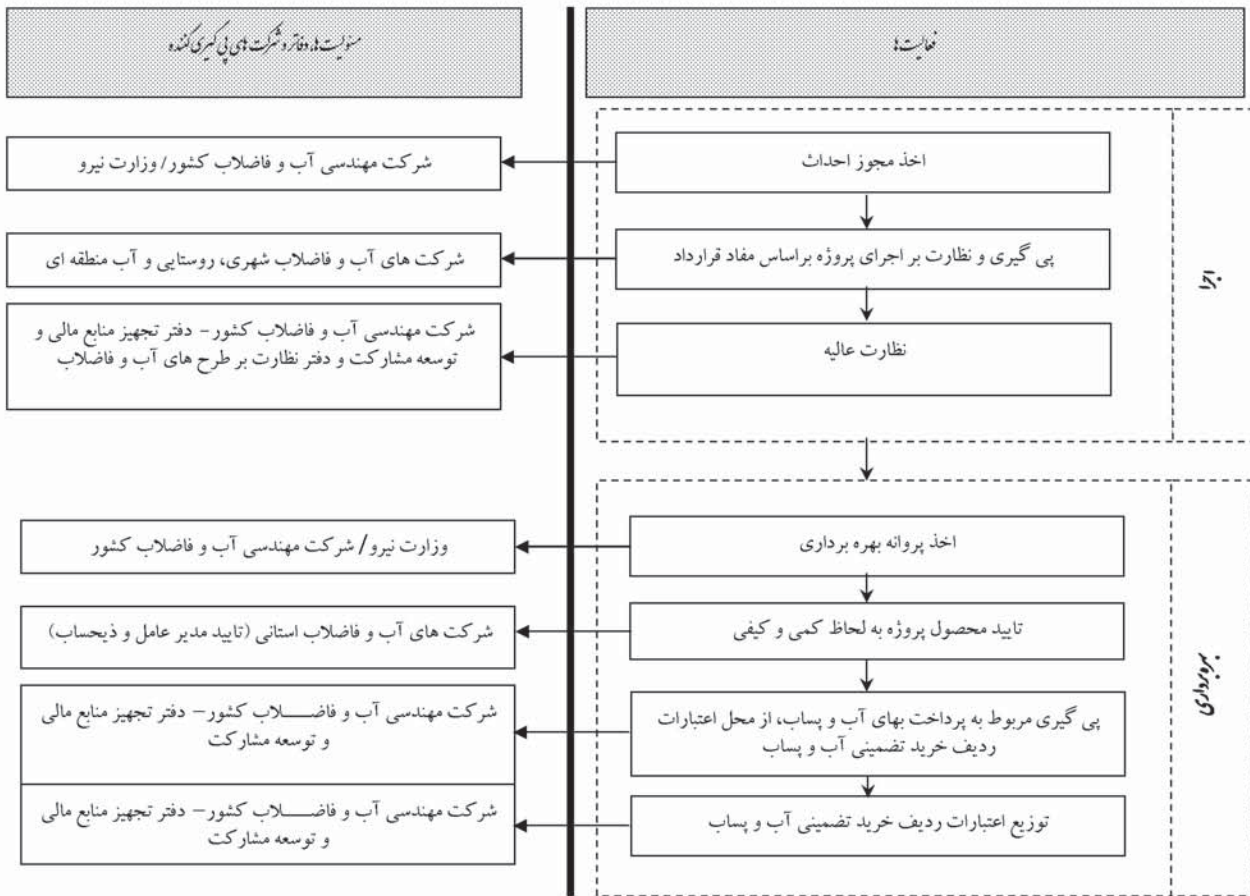 فعالیت‌ها
مسئولیت‌ها، دفاتر و شرکت‌های پی‌گیری کننده
اجرا
اخذ مجوز احداث
شرکت مهندسی آب و فاضلاب کشور/ وزارت نیرو
پی گیری و نظارت بر اجرای پروژه براساس مفاد قرارداد
شرکت های آب و فاضلاب شهری، روستایی و آب منطقه ای
نظارت عالیه
شرکت مهندسی آب و فاضلاب کشور- دفتر تجهیز منابع مالی و
توسعه مشارکت و دفتر نظارت بر طرح های آب و فاضلاب
بهره‌برداری
اخذ پروانه بهره برداری
وزارت نیرو/ شرکت مهندسی آب و فاضلاب کشور
تایید محصول پروژه به لحاظ کمی و کیفی
شرکت های آب و فاضلاب استانی (تایید مدیر عامل و ذیحساب)
پی گیری مربوط به پرداخت بهای آب و پساب، از محل اعتبارات
ردیف خرید تضمینی آب و پساب
شرکت مهندسی آب و فاضـــــلاب کشور– دفتر تجهیز منابع مالی
و توسعه مشارکت
توزیع اعتبارات ردیف خرید تضمینی آب و پساب
شرکت مهندسی آب و فاضـــــلاب کشور– دفتر تجهیز منابع مالی
و توسعه مشارکت